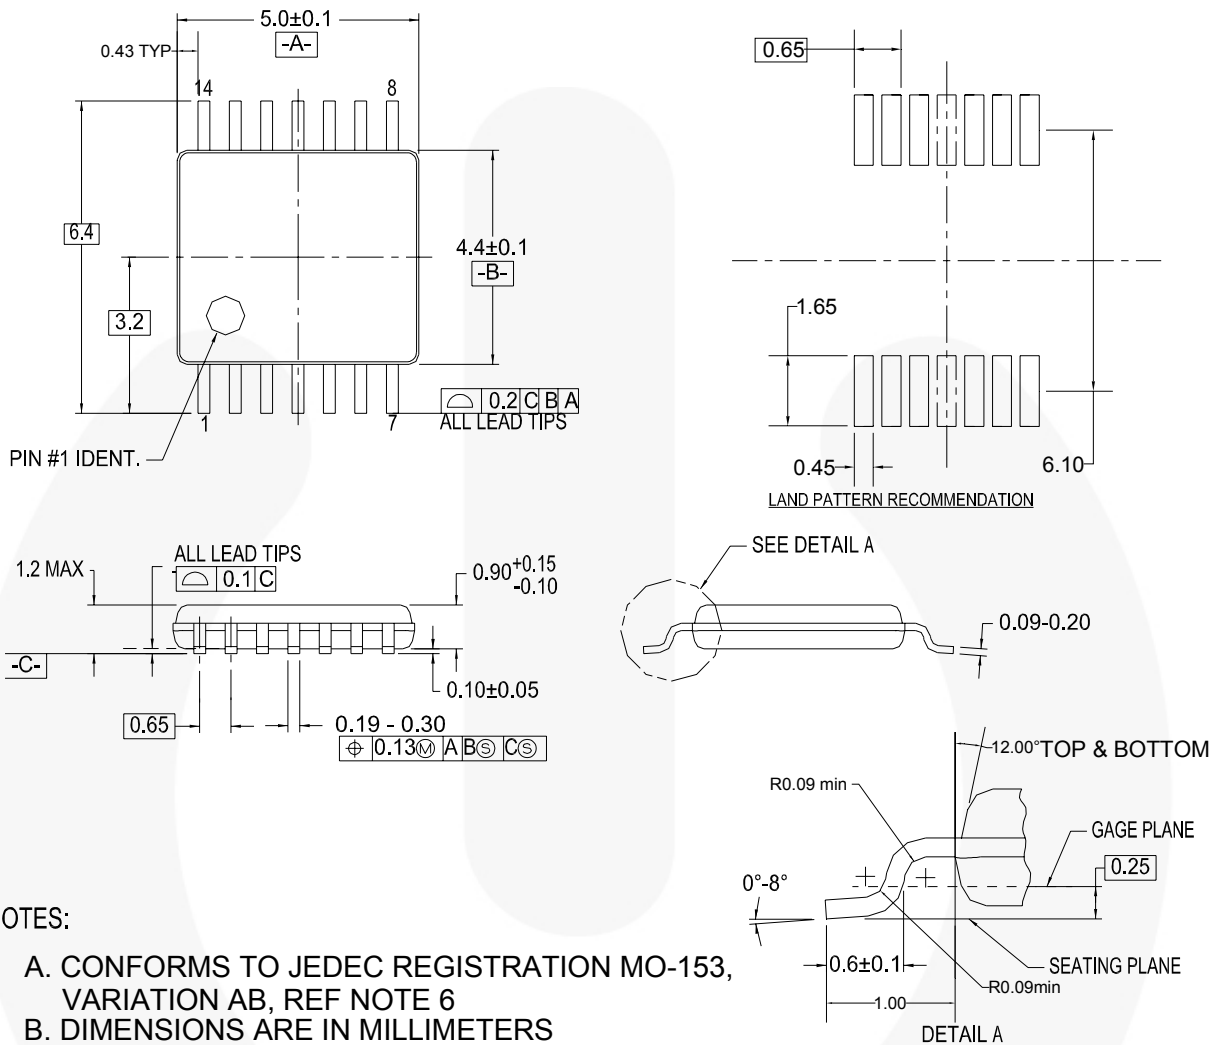 5.0±0.1
-A-
0.43 TYP
14
8
6.4
3.2
4.4±0.1
-B-
1
7
0.2 C B A
ALL LEAD TIPS
PIN #1 IDENT.
0.65
1.65
0.45
6.10
LAND PATTERN RECOMMENDATION
ALL LEAD TIPS
0.1 C
1.2 MAX
0.90+0.15
-0.10
-C-
0.10±0.05
0.65
0.19 - 0.30
⌖ 0.13Ⓜ A BⓈ CⓈ
SEE DETAIL A
0.09-0.20
12.00° TOP & BOTTOM
R0.09 min
GAGE PLANE
0.25
0°-8°
0.6±0.1
SEATING PLANE
R0.09min
1.00
DETAIL A
OTES:
A. CONFORMS TO JEDEC REGISTRATION MO-153,
VARIATION AB, REF NOTE 6
B. DIMENSIONS ARE IN MILLIMETERS